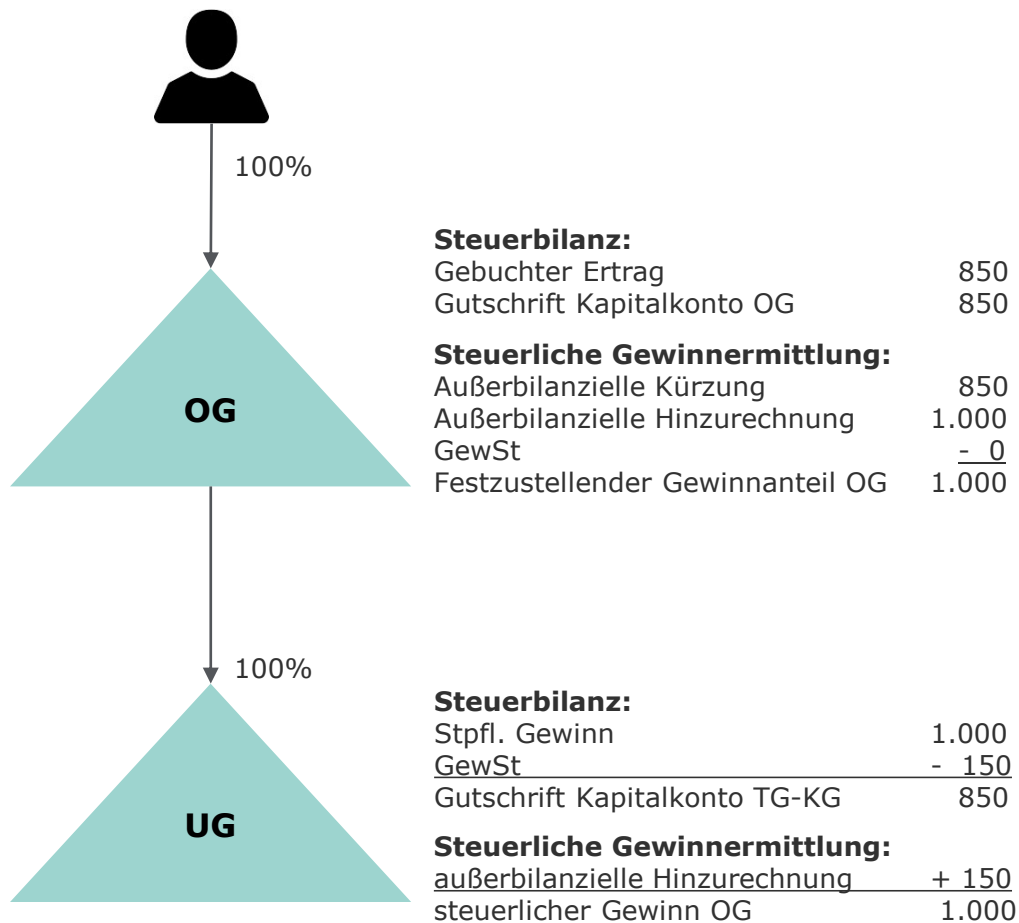 100%
Steuerbilanz:
Gebuchter Ertrag 850
Gutschrift Kapitalkonto OG 850
Steuerliche Gewinnermittlung:
Außerbilanzielle Kürzung 850
Außerbilanzielle Hinzurechnung 1.000
GewSt - 0
Festzustellender Gewinnanteil OG 1.000
OG
100%
Steuerbilanz:
Stpfl. Gewinn 1.000
GewSt - 150
Gutschrift Kapitalkonto TG-KG 850
UG
Steuerliche Gewinnermittlung:
außerbilanzielle Hinzurechnung + 150
steuerlicher Gewinn OG 1.000